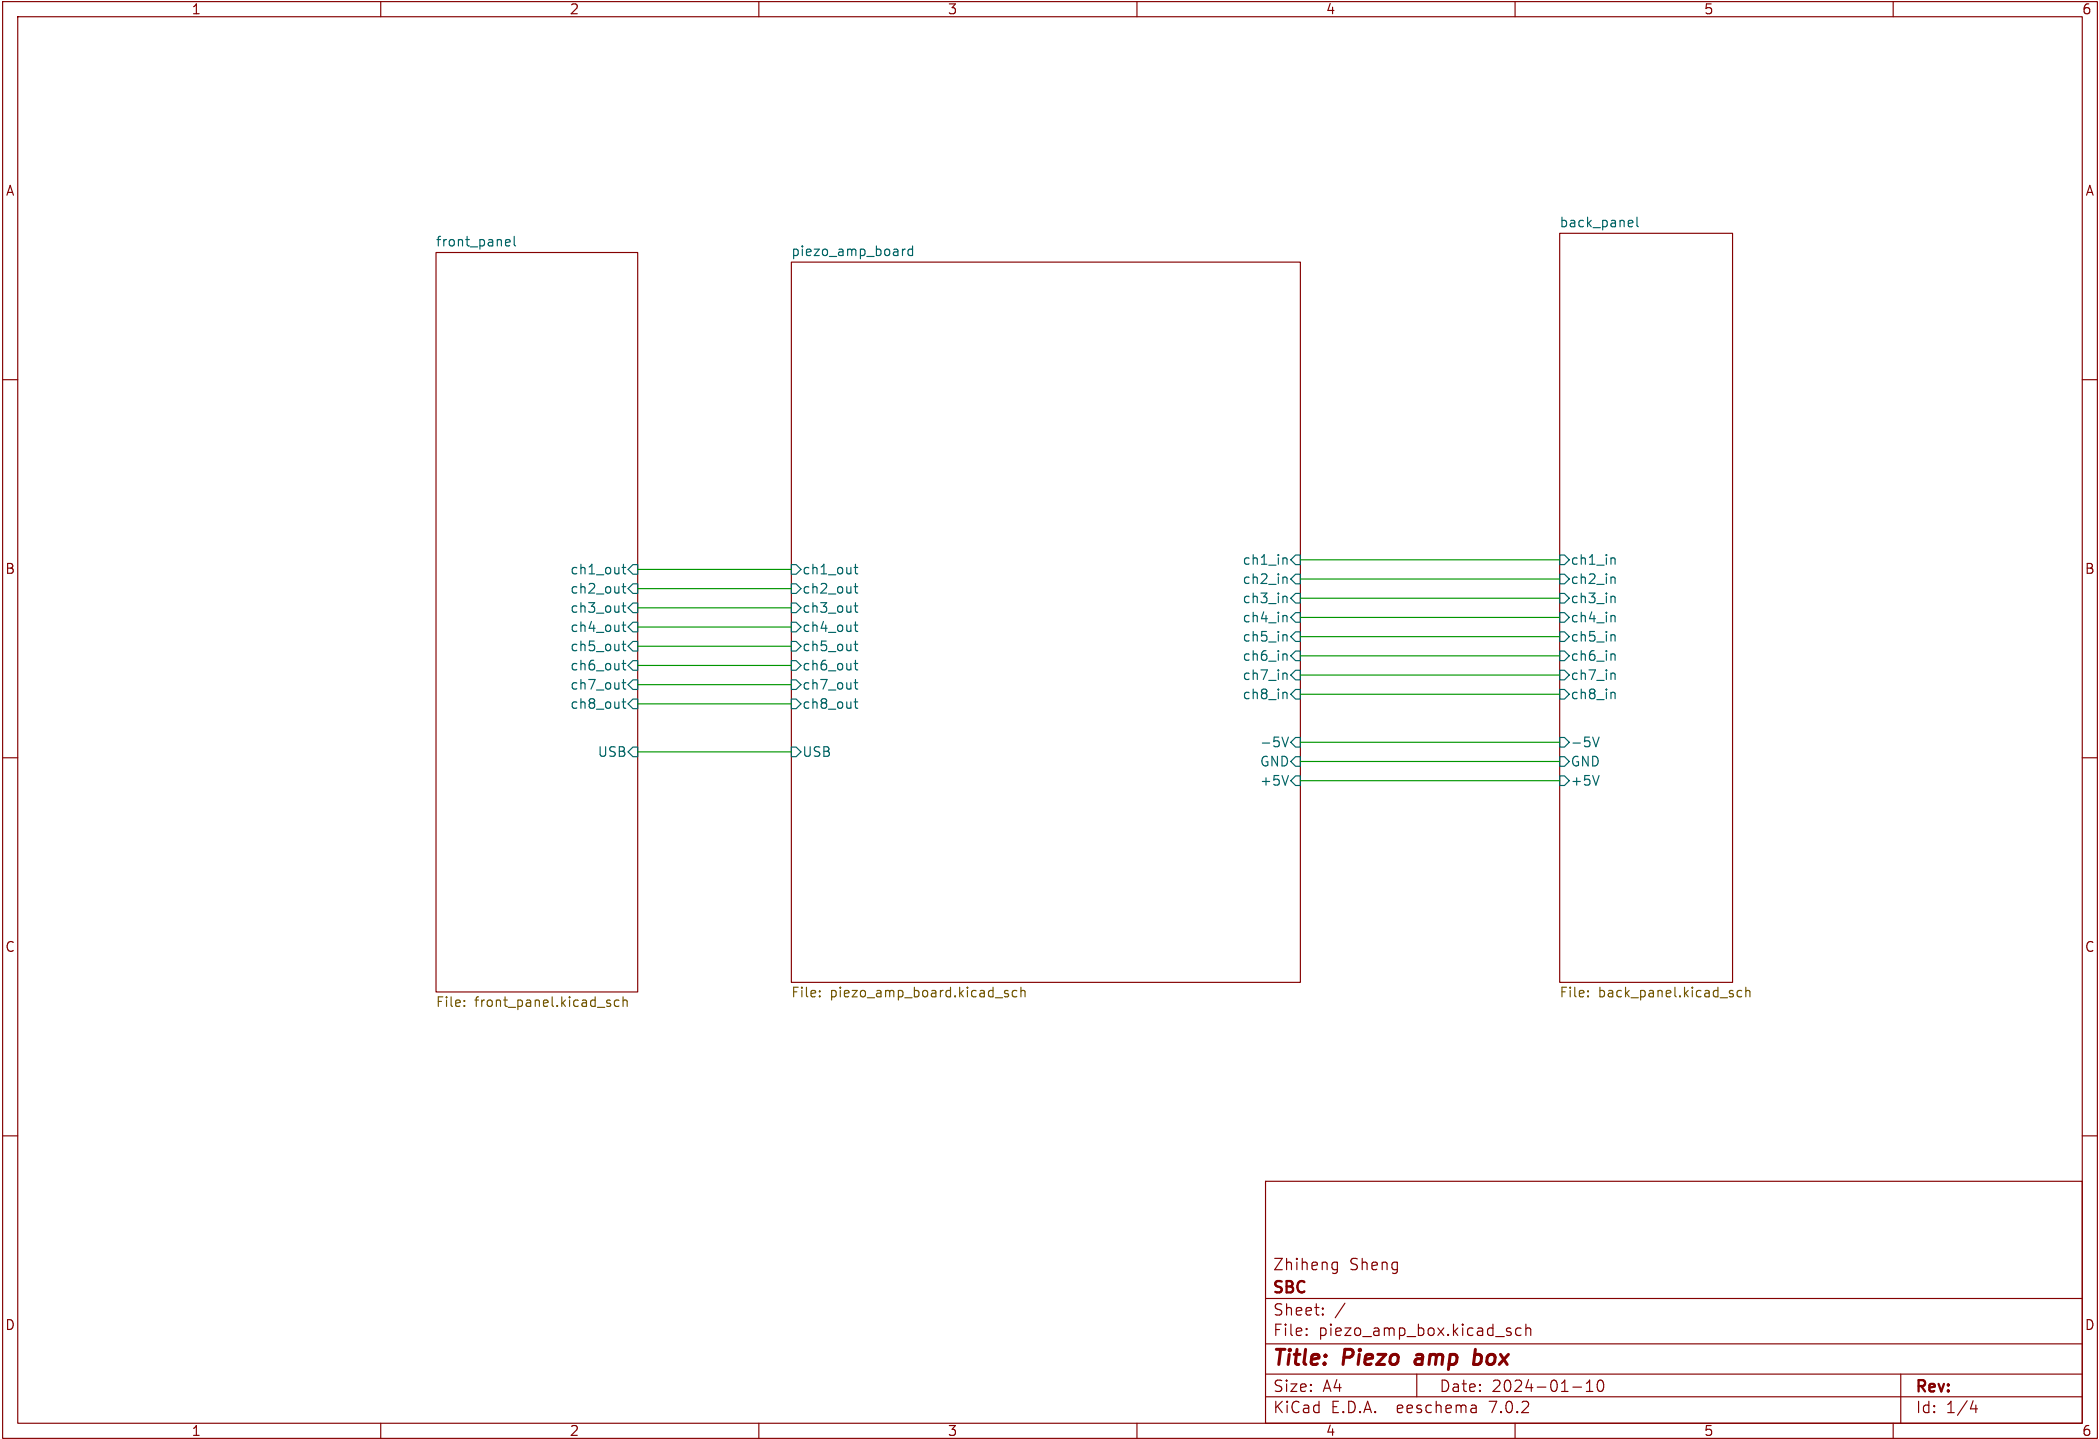 1 2 3 4 5 6
A A
back_panel
front_panel
piezo_amp_board
ch1_in ch1_in
B ch1_out ch1_out B
ch2_in ch2_in
ch2_out ch2_out
ch3_in ch3_in
ch3_out ch3_out
ch4_in ch4_in
ch4_out ch4_out
ch5_in ch5_in
ch5_out ch5_out
ch6_in ch6_in
ch6_out ch6_out
ch7_in ch7_in
ch7_out ch7_out
ch8_in ch8_in
ch8_out ch8_out
-5V -5V
USB USB
GND GND
+5V +5V
C C
File: piezo_amp_board.kicad_sch
File: back_panel.kicad_sch
File: front_panel.kicad_sch
Zhiheng Sheng
SBC
Sheet: /
D D
File: piezo_amp_box.kicad_sch
Title: Piezo amp box
Size: A4 Date: 2024-01-10 Rev:
KiCad E.D.A. eeschema 7.0.2 Id: 1/4
1 2 3 4 5 6